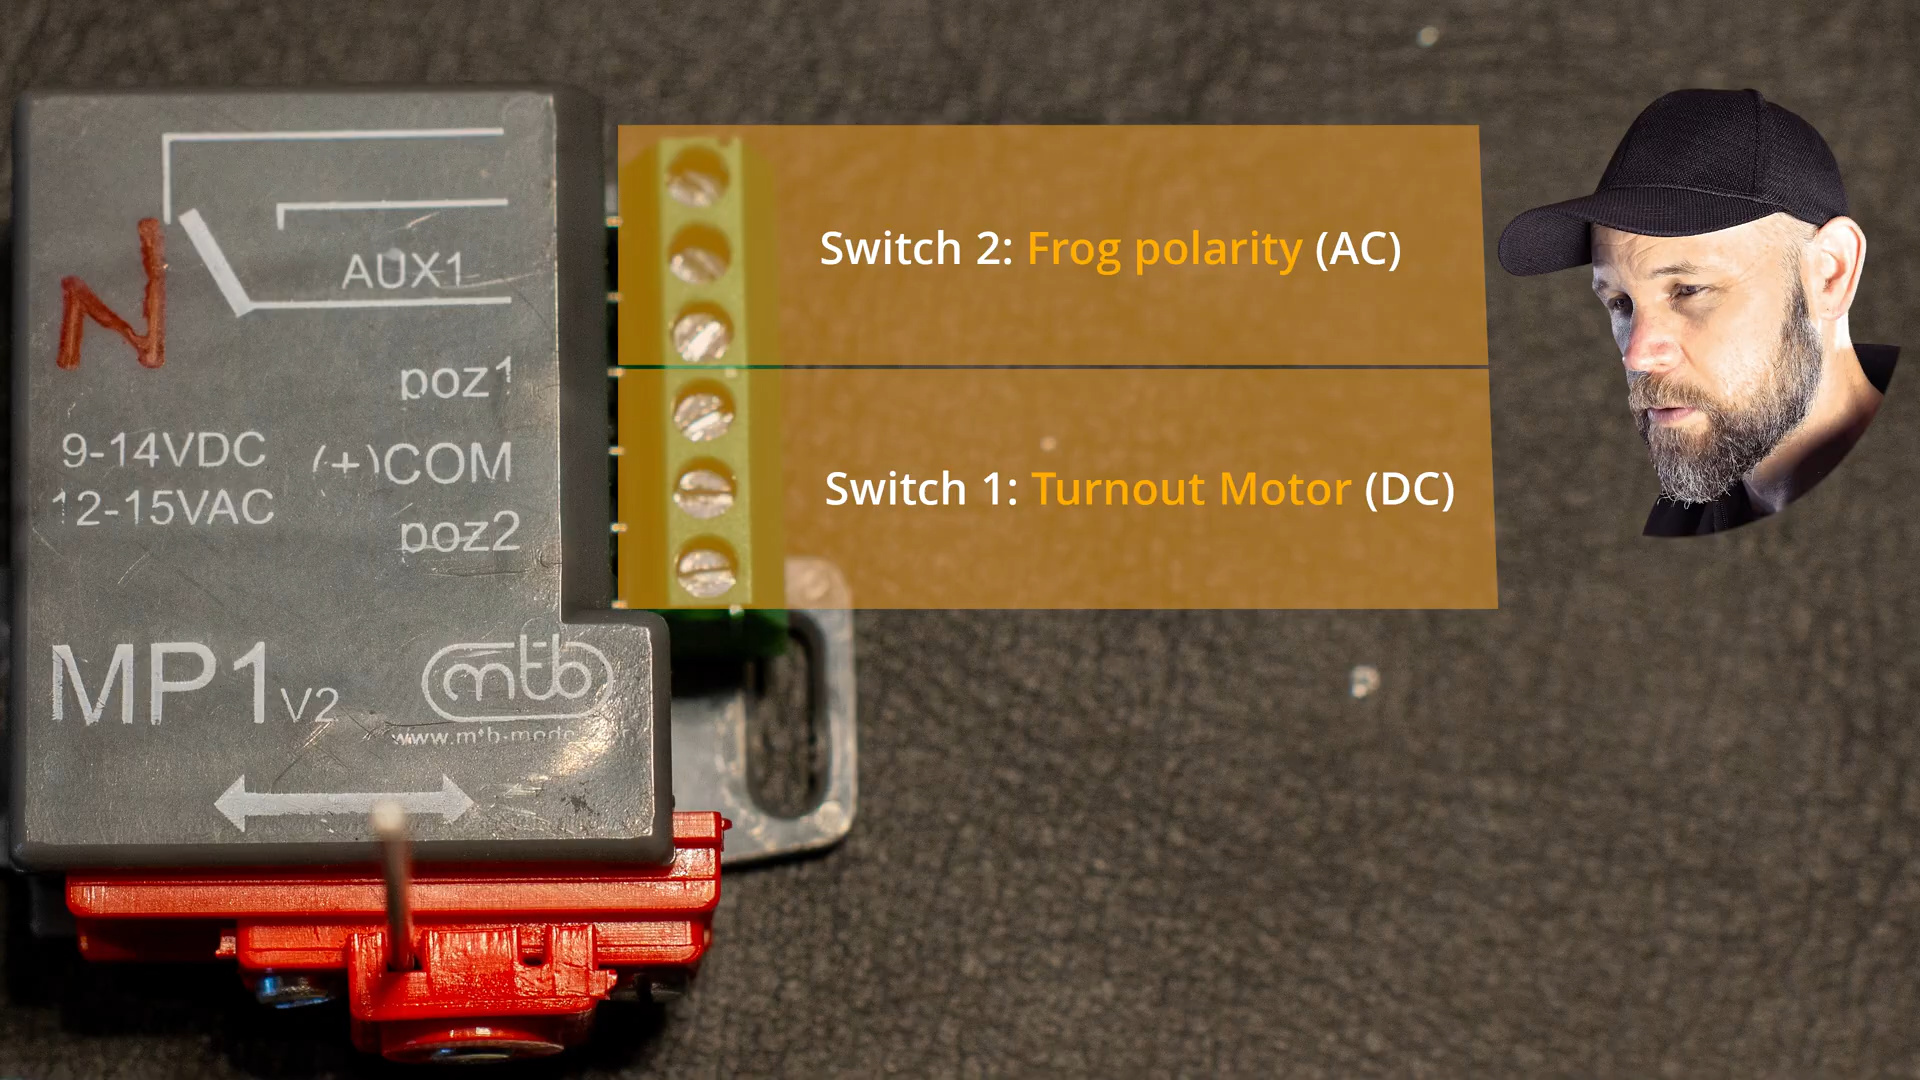 N
AUX1
poz1
9-14VDC
(+)COM
12-15VAC
poz2
MP1 V2
mtb
Switch 2: Frog polarity (AC)
Switch 1: Turnout Motor (DC)